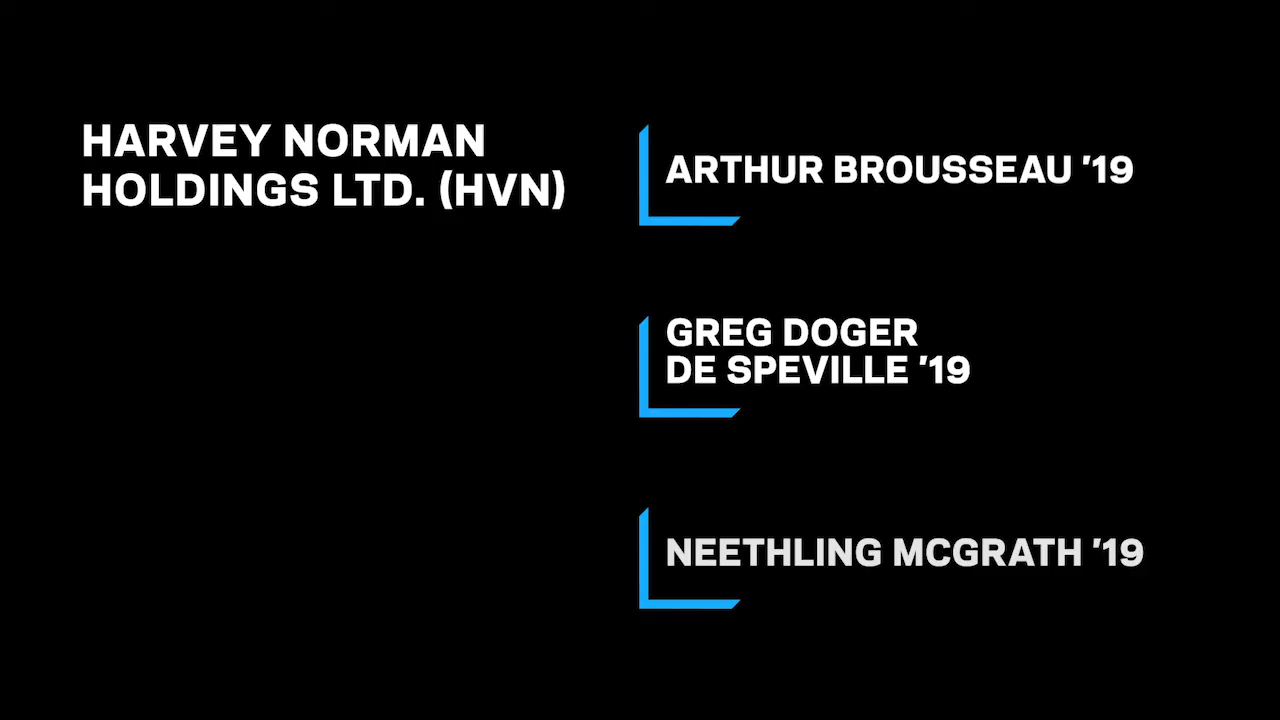 HARVEY NORMAN
HOLDINGS LTD. (HVN)
ARTHUR BROUSSEAU '19
GREG DOGER
DE SPEVILLE '19
NEETHLING MCGRATH '19